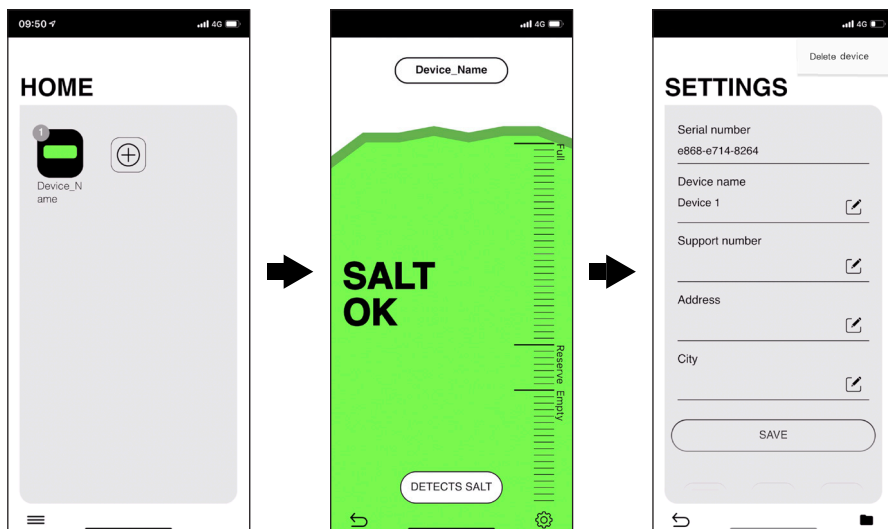 09:50
4G
HOME
1
Device_N
ame
4G
Device_Name
Full
SALT
OK
Reserve
Empty
DETECTS SALT
4G
Delete device
SETTINGS
Serial number
e868-e714-8264
Device name
Device 1
Support number
Address
City
SAVE